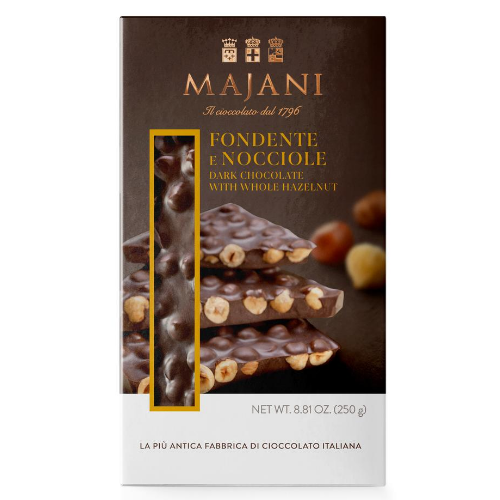 MAJANI
Il cioccolato dal 1796
FONDENTE
E NOCCIOLE
DARK CHOCOLATE
WITH WHOLE HAZELNUT
NET WT. 8.81 OZ. (250 g)
LA PIÙ ANTICA FABBRICA DI CIOCCOLATO ITALIANA